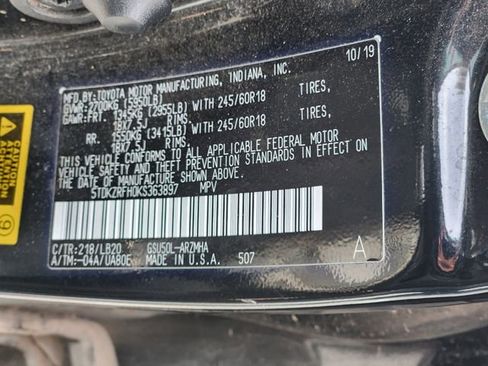 10/19
MFD.BY:TOYOTA MOTOR MANUFACTURING, INDIANA, INC.
GVWR:2700KG (5950LB)
GAWR:FRT. 1345KG (2955LB) WITH 245/60R18 TIRES,
18X7.5J RIMS.
RR. 1550KG (3415LB) WITH 245/60R18 TIRES,
18X7.5J RIMS.
THIS VEHICLE CONFORMS TO ALL APPLICABLE FEDERAL MOTOR
VEHICLE SAFETY, BUMPER, AND THEFT PREVENTION STANDARDS IN
EFFECT ON THE DATE OF MANUFACTURE SHOWN ABOVE.
5TDKZRFH0KS363897 MPV
C/TR:218/LB20 GSU50L-ARZMHA A
A/TM:-04A/UA80E MADE IN U.S.A. 507